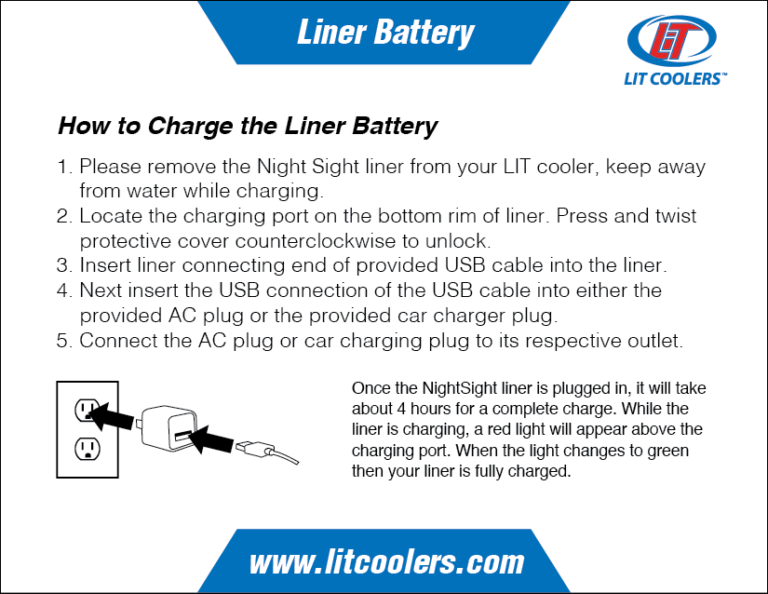 Liner Battery
LIT
LIT COOLERS™
How to Charge the Liner Battery
1. Please remove the Night Sight liner from your LIT cooler, keep away
from water while charging.
2. Locate the charging port on the bottom rim of liner. Press and twist
protective cover counterclockwise to unlock.
3. Insert liner connecting end of provided USB cable into the liner.
4. Next insert the USB connection of the USB cable into either the
provided AC plug or the provided car charger plug.
5. Connect the AC plug or car charging plug to its respective outlet.
Once the NightSight liner is plugged in, it will take
about 4 hours for a complete charge. While the
liner is charging, a red light will appear above the
charging port. When the light changes to green
then your liner is fully charged.
www.litcoolers.com